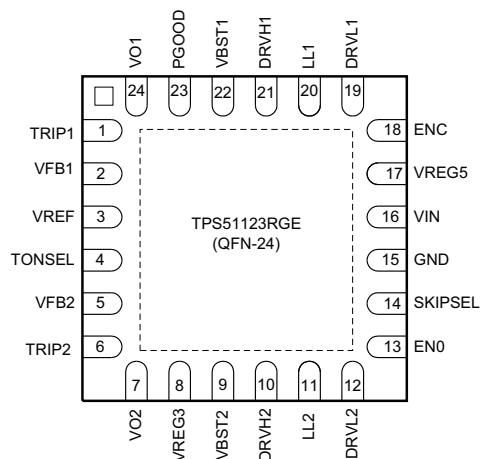 VO1
PGOOD
VBST1
DRVH1
LL1
DRVL1
24
23
22
21
20
19
TRIP1 1
VFB1 2
VREF 3
TONSEL 4
VFB2 5
TRIP2 6
TPS51123RGE
(QFN-24)
18 ENC
17 VREG5
16 VIN
15 GND
14 SKIPSEL
13 EN0
7
8
9
10
11
12
VO2
VREG3
VBST2
DRVH2
LL2
DRVL2